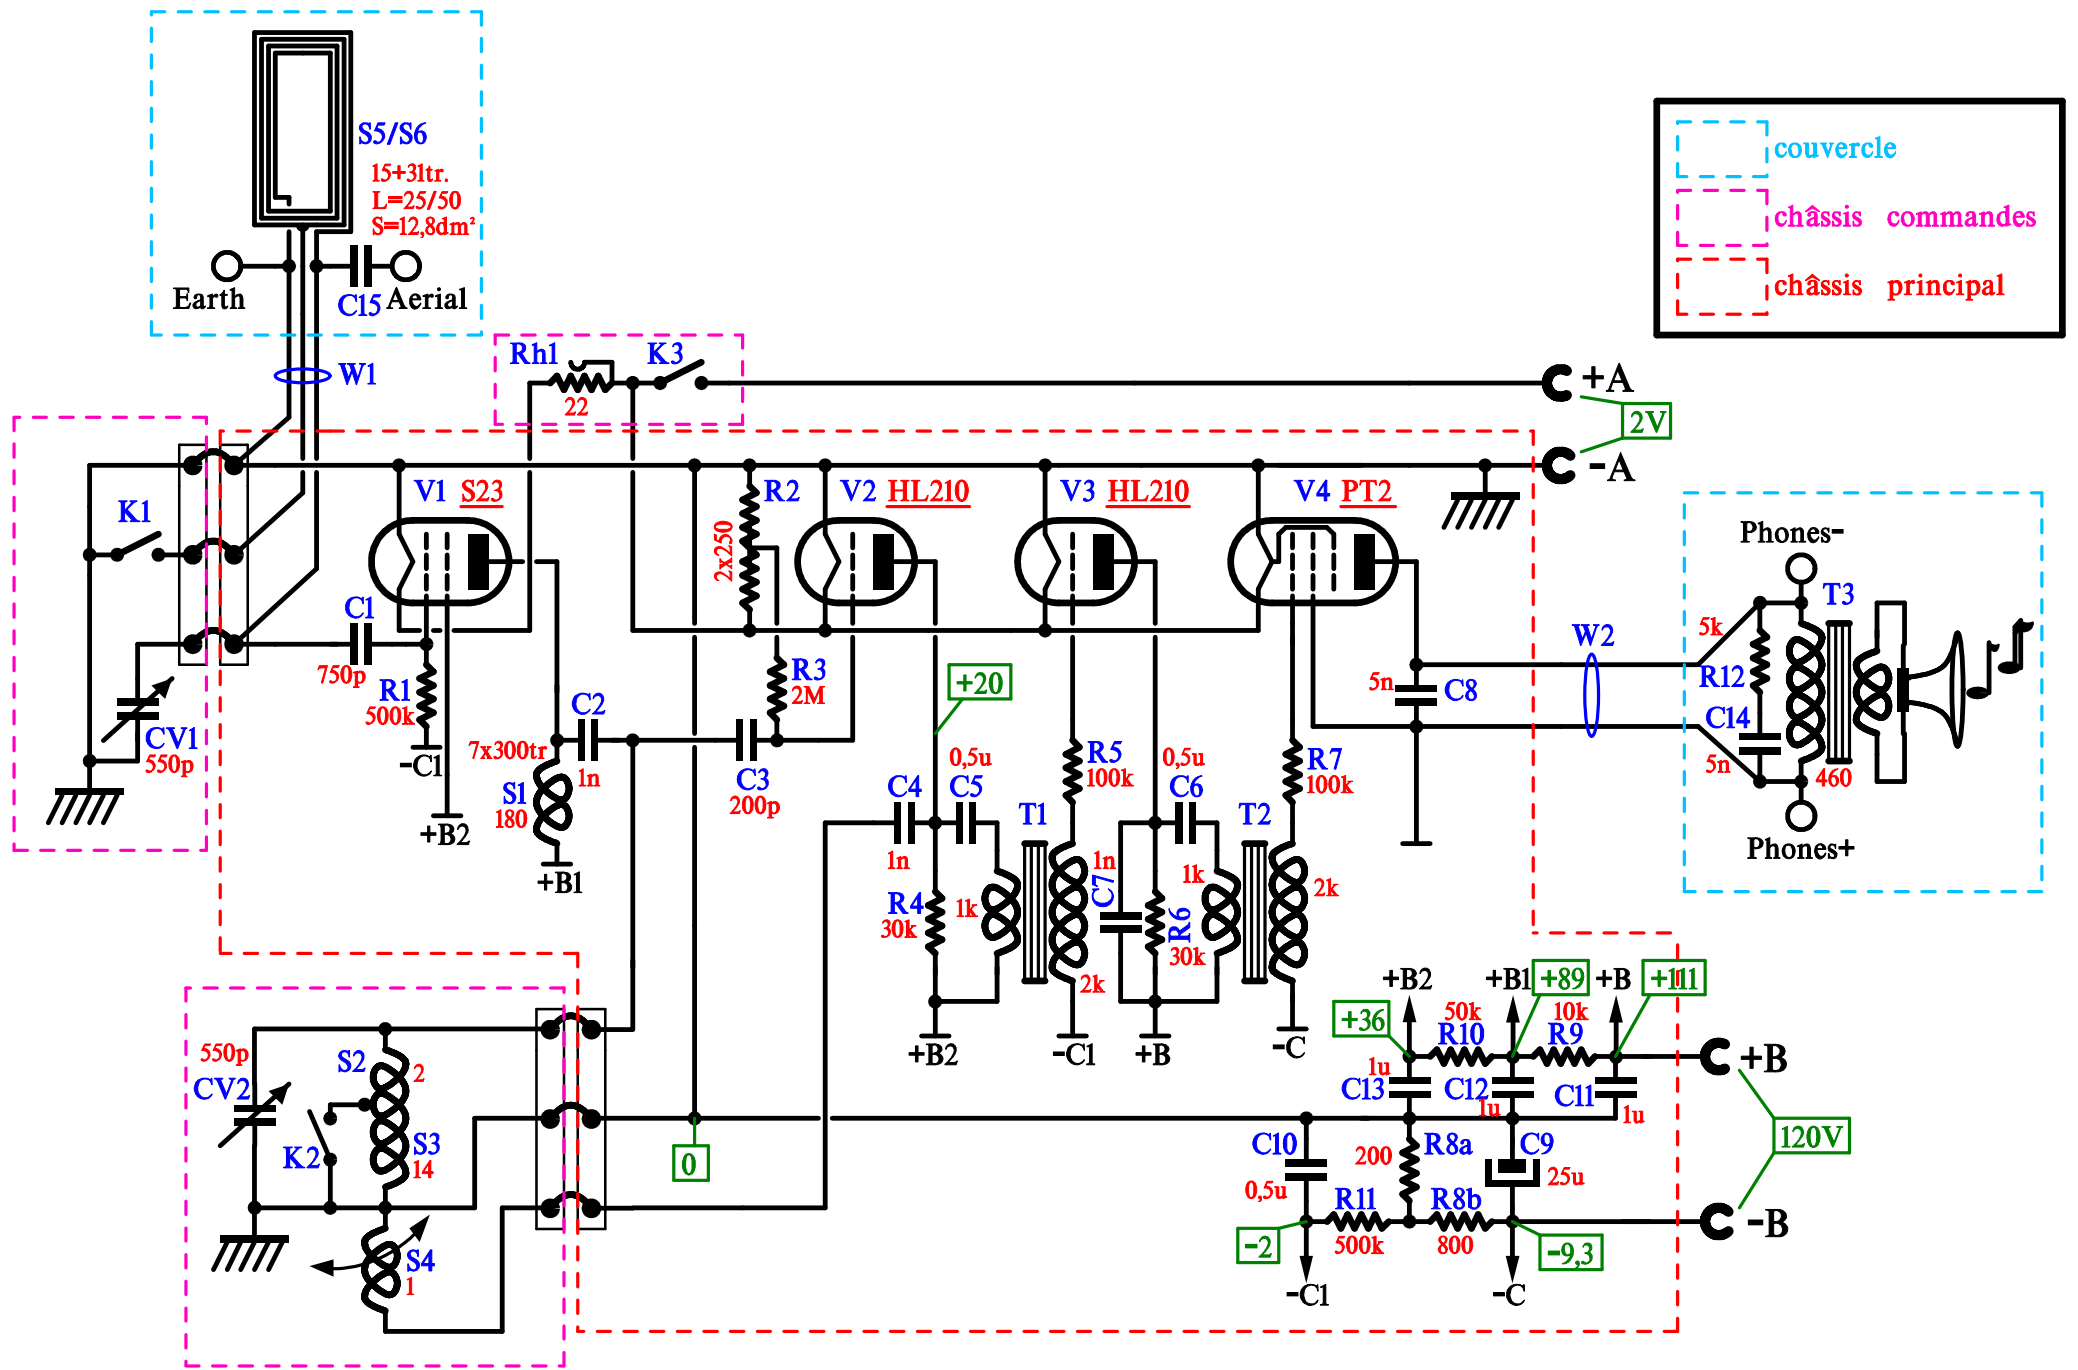 S5/S6
15+31tr.
L=25/50
S=12,8dm²
Earth
C15
Aerial
couvercle
châssis commandes
châssis principal
W1
Rh1
K3
22
+A
2V
-A
V1 S23
R2
V2 HL210
V3 HL210
V4 PT2
K1
2x250
Phones-
C1
T3
W2
5k
750p
R1
500k
R3
2M
+20
5n
C8
R12
C2
C14
CV1
550p
-C1
7x300tr
1n
0,5u
R5
100k
0,5u
R7
100k
5n
460
S1
180
C3
200p
C4
C5
C6
T1
T2
+B2
Phones+
+B1
1n
1n
C7
1k
2k
R4
30k
1k
R6
30k
2k
+B2
+B1
+89
+B
+111
+36
50k
10k
R10
R9
+B2
-C1
+B
-C
+B
550p
S2
2
1u
CV2
C13
C12
1u
C11
1u
K2
S3
14
0
C10
0,5u
200
R8a
C9
25u
120V
R11
500k
R8b
800
-B
-2
-9,3
S4
1
-C1
-C